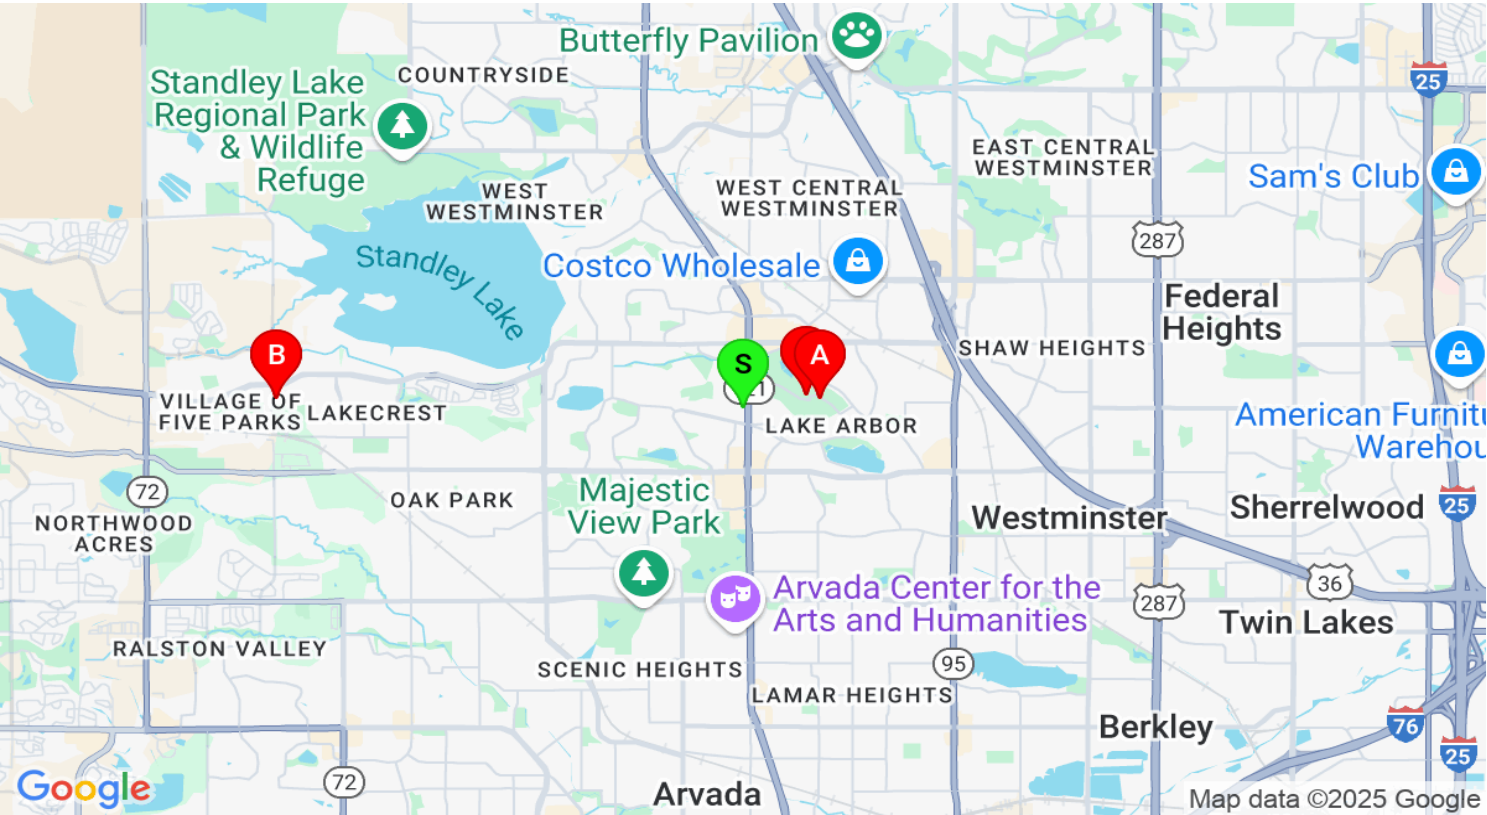 Butterfly Pavilion
COUNTRYSIDE
Standley Lake
Regional Park
& Wildlife
Refuge
25
EAST CENTRAL
WESTMINSTER
Sam's Club
WEST
WESTMINSTER
WEST CENTRAL
WESTMINSTER
287
Standley Lake
Costco Wholesale
Federal
Heights
SHAW HEIGHTS
B
S
A
21
VILLAGE OF
FIVE PARKS
LAKECREST
LAKE ARBOR
American Furnitu
Warehou
72
OAK PARK
Majestic
View Park
Westminster
Sherrelwood
25
NORTHWOOD
ACRES
Arvada Center for the
Arts and Humanities
287
36
Twin Lakes
RALSTON VALLEY
SCENIC HEIGHTS
95
LAMAR HEIGHTS
Berkley
76
25
72
Google
Arvada
Map data ©2025 Google